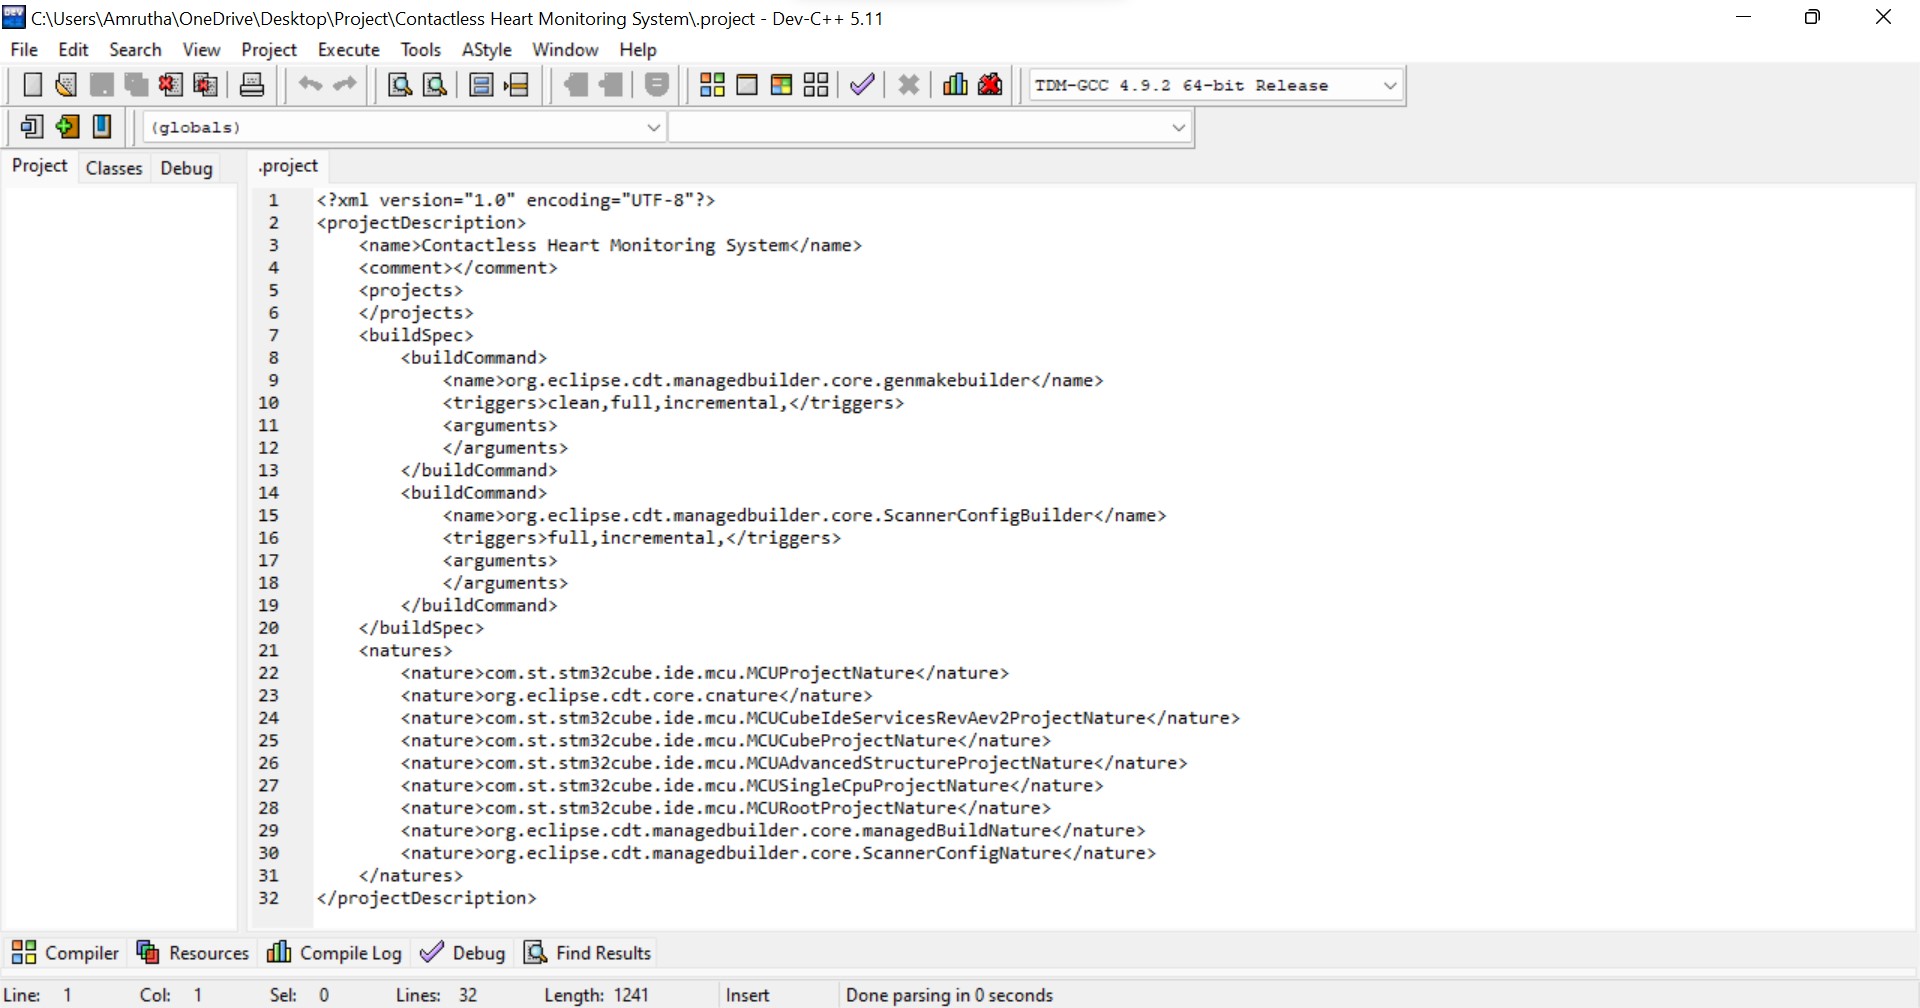 C:\Users\Amrutha\OneDrive\Desktop\Project\Contactless Heart Monitoring System\.project - Dev-C++ 5.11
File Edit Search View Project Execute Tools AStyle Window Help
TDM-GCC 4.9.2 64-bit Release
(globals)
Project Classes Debug .project
1 <?xml version="1.0" encoding="UTF-8"?>
2 <projectDescription>
3 <name>Contactless Heart Monitoring System</name>
4 <comment></comment>
5 <projects>
6 </projects>
7 <buildSpec>
8 <buildCommand>
9 <name>org.eclipse.cdt.managedbuilder.core.genmakebuilder</name>
10 <triggers>clean,full,incremental,</triggers>
11 <arguments>
12 </arguments>
13 </buildCommand>
14 <buildCommand>
15 <name>org.eclipse.cdt.managedbuilder.core.ScannerConfigBuilder</name>
16 <triggers>full,incremental,</triggers>
17 <arguments>
18 </arguments>
19 </buildCommand>
20 </buildSpec>
21 <natures>
22 <nature>com.st.stm32cube.ide.mcu.MCUProjectNature</nature>
23 <nature>org.eclipse.cdt.core.cnature</nature>
24 <nature>com.st.stm32cube.ide.mcu.MCUCubeIdeServicesRevAev2ProjectNature</nature>
25 <nature>com.st.stm32cube.ide.mcu.MCUCubeProjectNature</nature>
26 <nature>com.st.stm32cube.ide.mcu.MCUAdvancedStructureProjectNature</nature>
27 <nature>com.st.stm32cube.ide.mcu.MCUSingleCpuProjectNature</nature>
28 <nature>com.st.stm32cube.ide.mcu.MCURootProjectNature</nature>
29 <nature>org.eclipse.cdt.managedbuilder.core.managedBuildNature</nature>
30 <nature>org.eclipse.cdt.managedbuilder.core.ScannerConfigNature</nature>
31 </natures>
32 </projectDescription>
Compiler Resources Compile Log Debug Find Results
Line: 1 Col: 1 Sel: 0 Lines: 32 Length: 1241 Insert Done parsing in 0 seconds